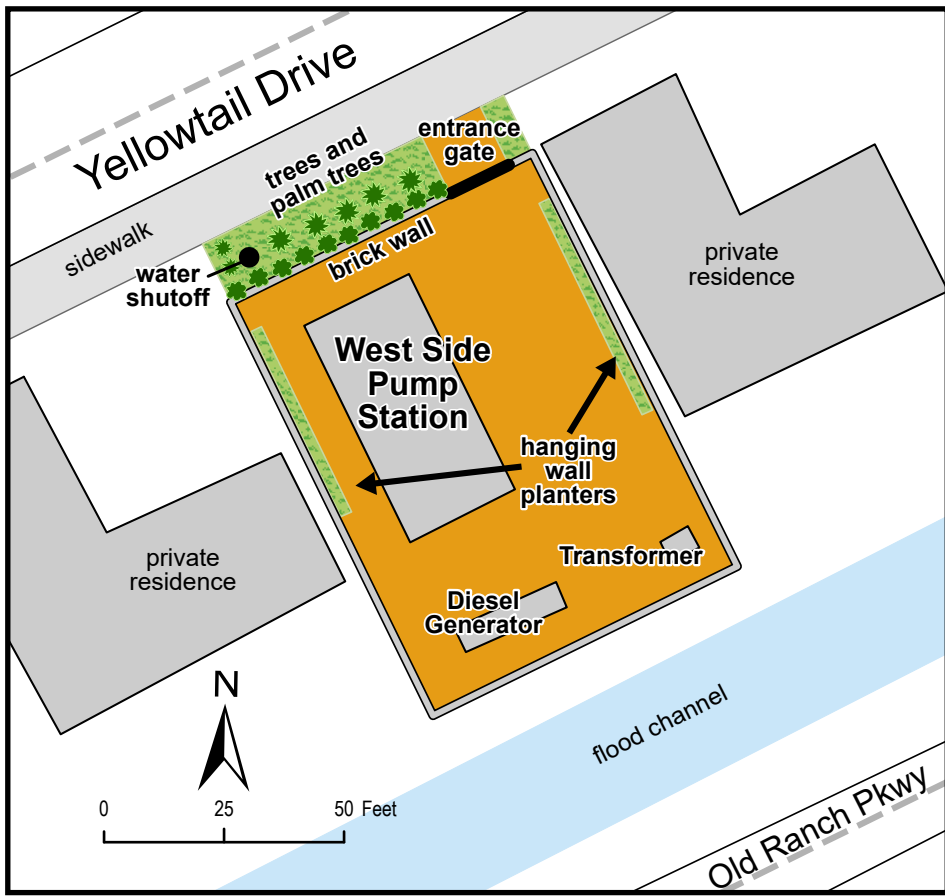 Yellowtail Drive
entrance
gate
trees and
palm trees
sidewalk
brick wall
water
shutoff
private
residence
West Side
Pump
Station
hanging
wall
planters
private
residence
Transformer
Diesel
Generator
N
flood channel
0 25 50 Feet
Old Ranch Pkwy